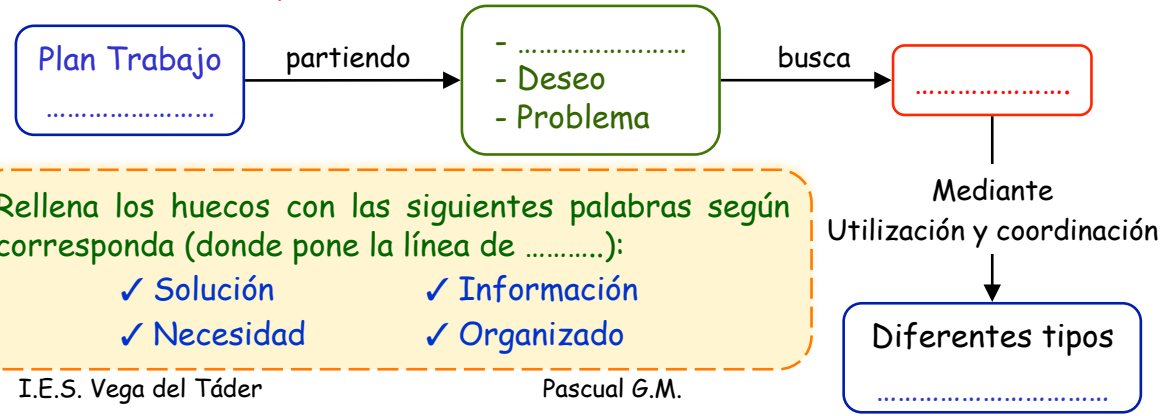 Plan Trabajo
……………………
partiendo
- ……………………
- Deseo
- Problema
busca
………………….
Mediante
Utilización y coordinación
Diferentes tipos
……………………………
Rellena los huecos con las siguientes palabras según
corresponda (donde pone la línea de ………..):
✓ Solución
✓ Información
✓ Necesidad
✓ Organizado
I.E.S. Vega del Táder
Pascual G.M.